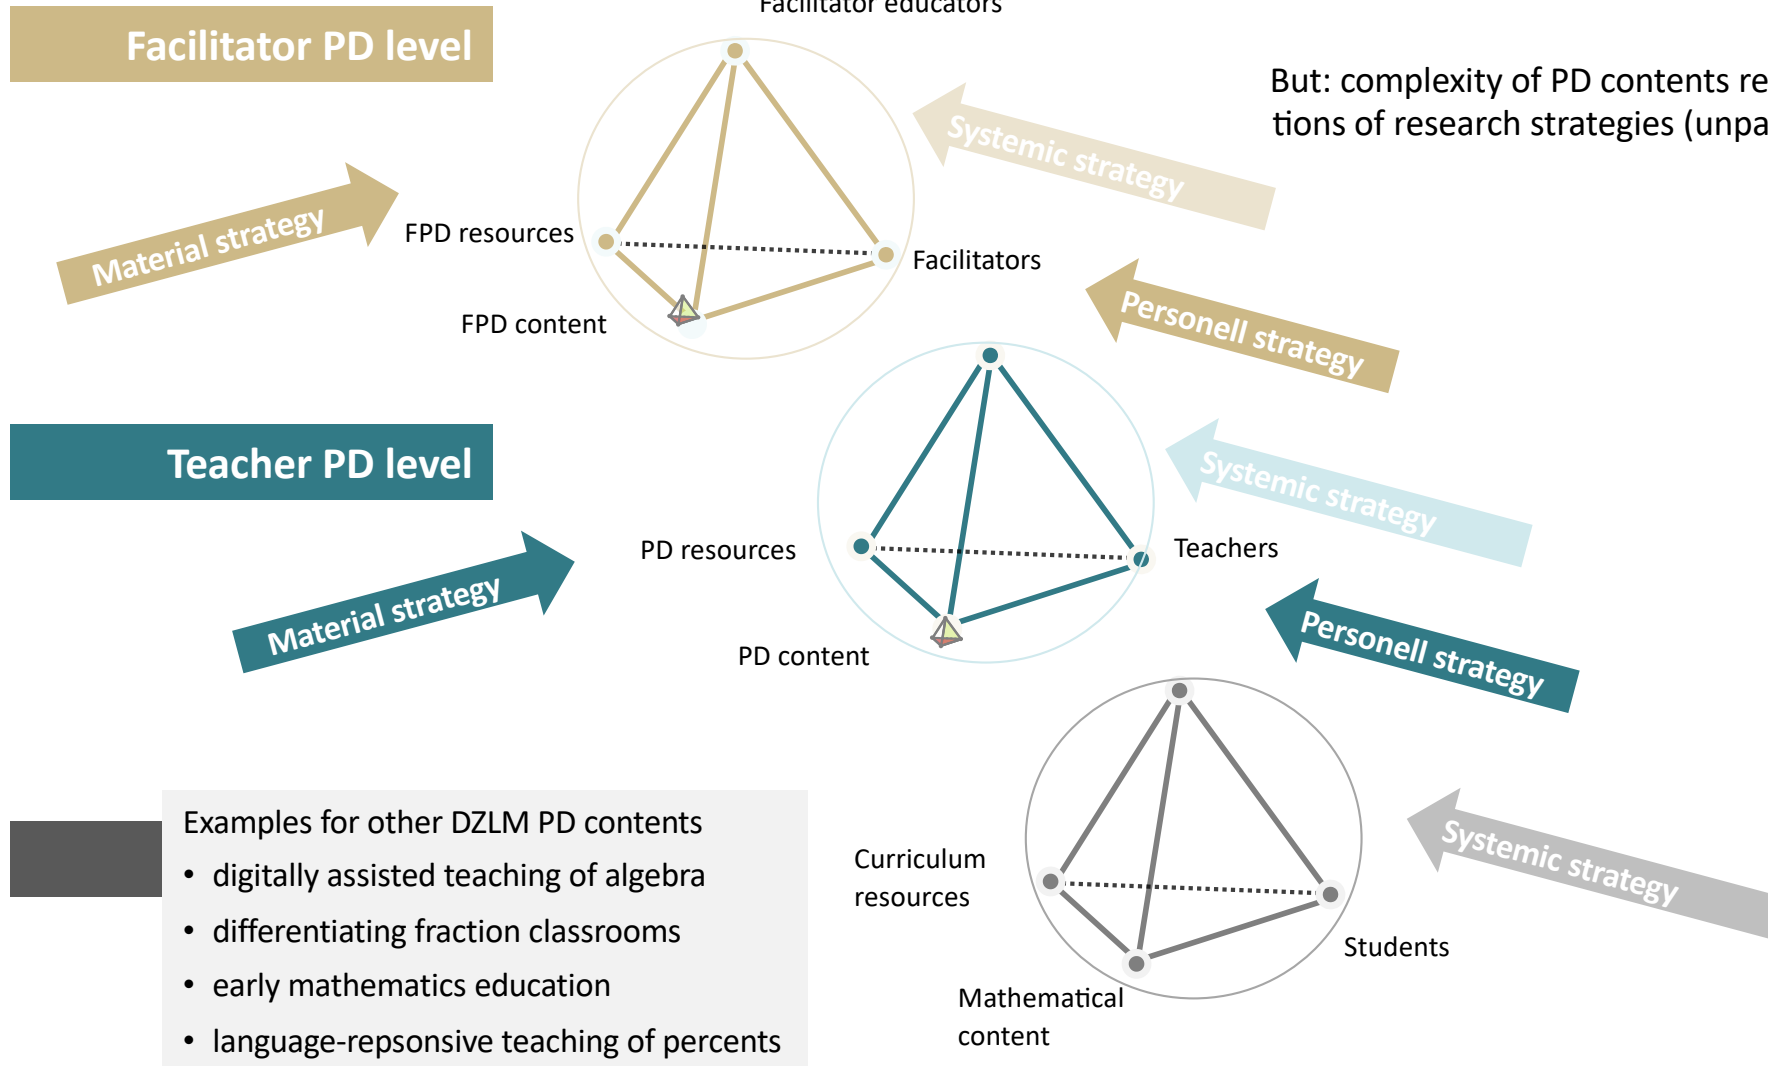 Facilitator educators
Facilitator PD level
But: complexity of PD contents re
tions of research strategies (unpa
Systemic strategy
Material strategy
FPD resources
Facilitators
FPD content
Personell strategy
Teacher PD level
Systemic strategy
PD resources
Teachers
Material strategy
PD content
Personell strategy
Examples for other DZLM PD contents
• digitally assisted teaching of algebra
• differentiating fraction classrooms
• early mathematics education
• language-repsonsive teaching of percents
Curriculum
resources
Systemic strategy
Students
Mathematical
content